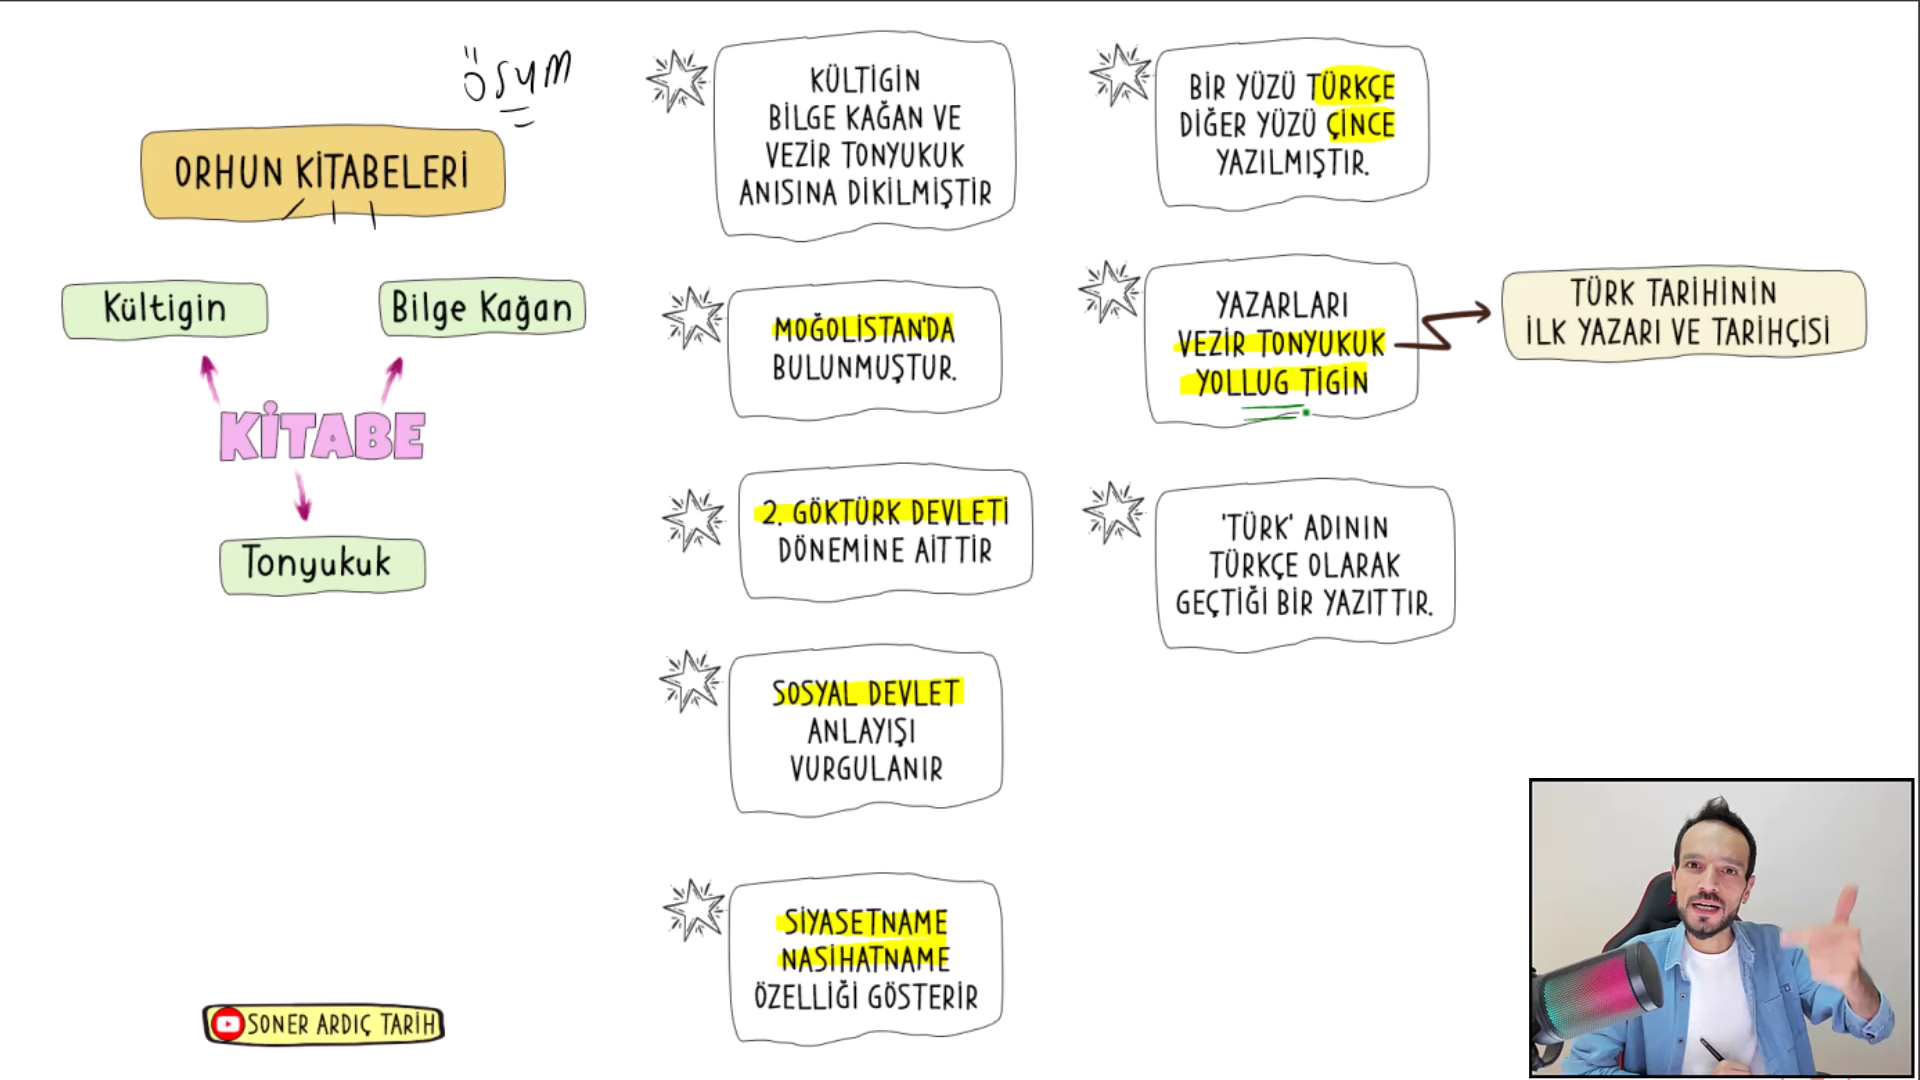 ÖSYM
ORHUN KİTABELERİ
Kültigin
Bilge Kağan
KİTABE
Tonyukuk
SONER ARDIÇ TARİH
KÜLTİGİN
BİLGE KAĞAN VE
VEZİR TONYUKUK
ANISINA DİKİLMİŞTİR
MOĞOLİSTAN'DA
BULUNMUŞTUR.
2. GÖKTÜRK DEVLETİ
DÖNEMİNE AİTTİR
SOSYAL DEVLET
ANLAYIŞI
VURGULANIR
SİYASETNAME
NASİHATNAME
ÖZELLİĞİ GÖSTERİR
BİR YÜZÜ TÜRKÇE
DİĞER YÜZÜ ÇİNCE
YAZILMIŞTIR.
YAZARLARI
VEZİR TONYUKUK
YOLLUG TİGİN
TÜRK TARİHİNİN
İLK YAZARI VE TARİHÇİSİ
'TÜRK' ADININ
TÜRKÇE OLARAK
GEÇTİĞİ BİR YAZITTIR.